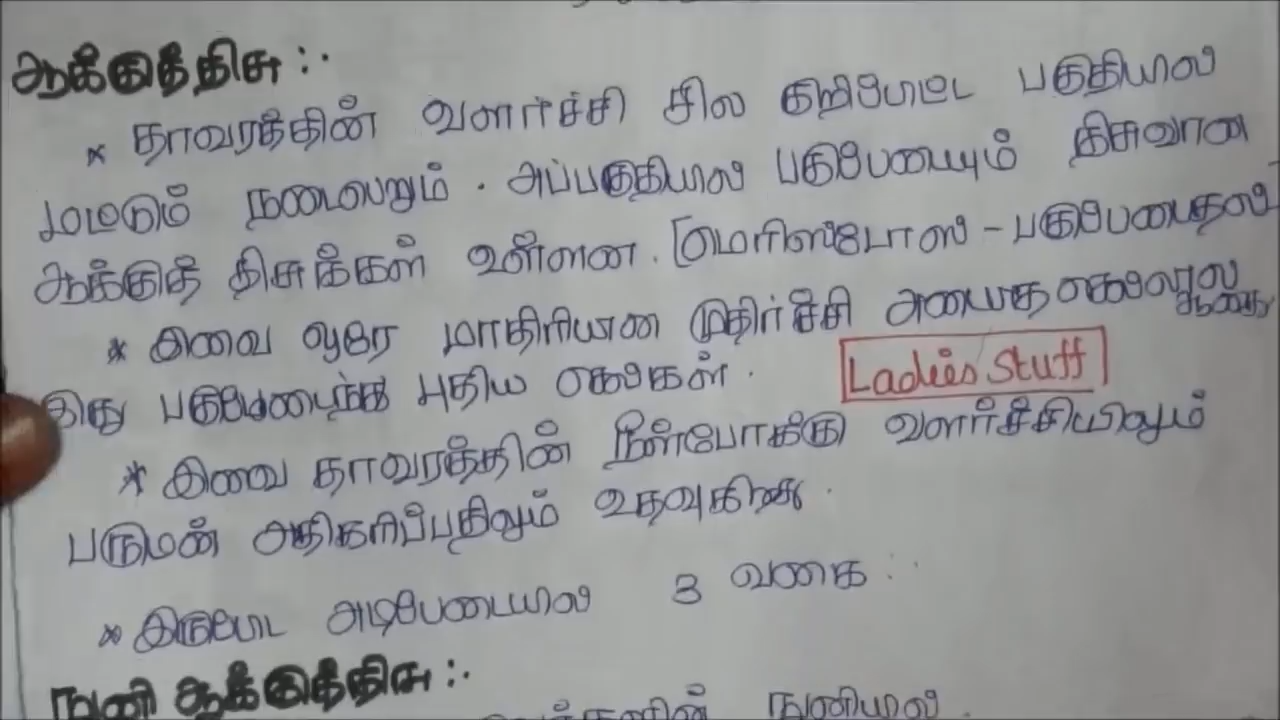 ஆக்குத்திசு :-
* தாவரத்தின் வளர்ச்சி சில குறிப்பிட்ட பகுதியில்
மட்டும் நடைபெறும். அப்பகுதியில் பகுப்படையும் திசுவான
ஆக்குத் திசுக்கள் உள்ளன. [மெரிஸ்டோஸ் - பகுப்படைதல்]
* இவை ஒரே மாதிரியான முதிர்ச்சி அடையாத செல்லால் ஆனது
இது பகுப்படைந்து புதிய செல்கள்.
Ladies Stuff
* இவை தாவரத்தின் நீள்போக்கு வளர்ச்சியிலும்
பருமன் அதிகரிப்பதிலும் உதவுகிறது.
* இருப்பிட அடிப்படையில் 3 வகை :
நுனி ஆக்குத்திசு :-
நுனியில்